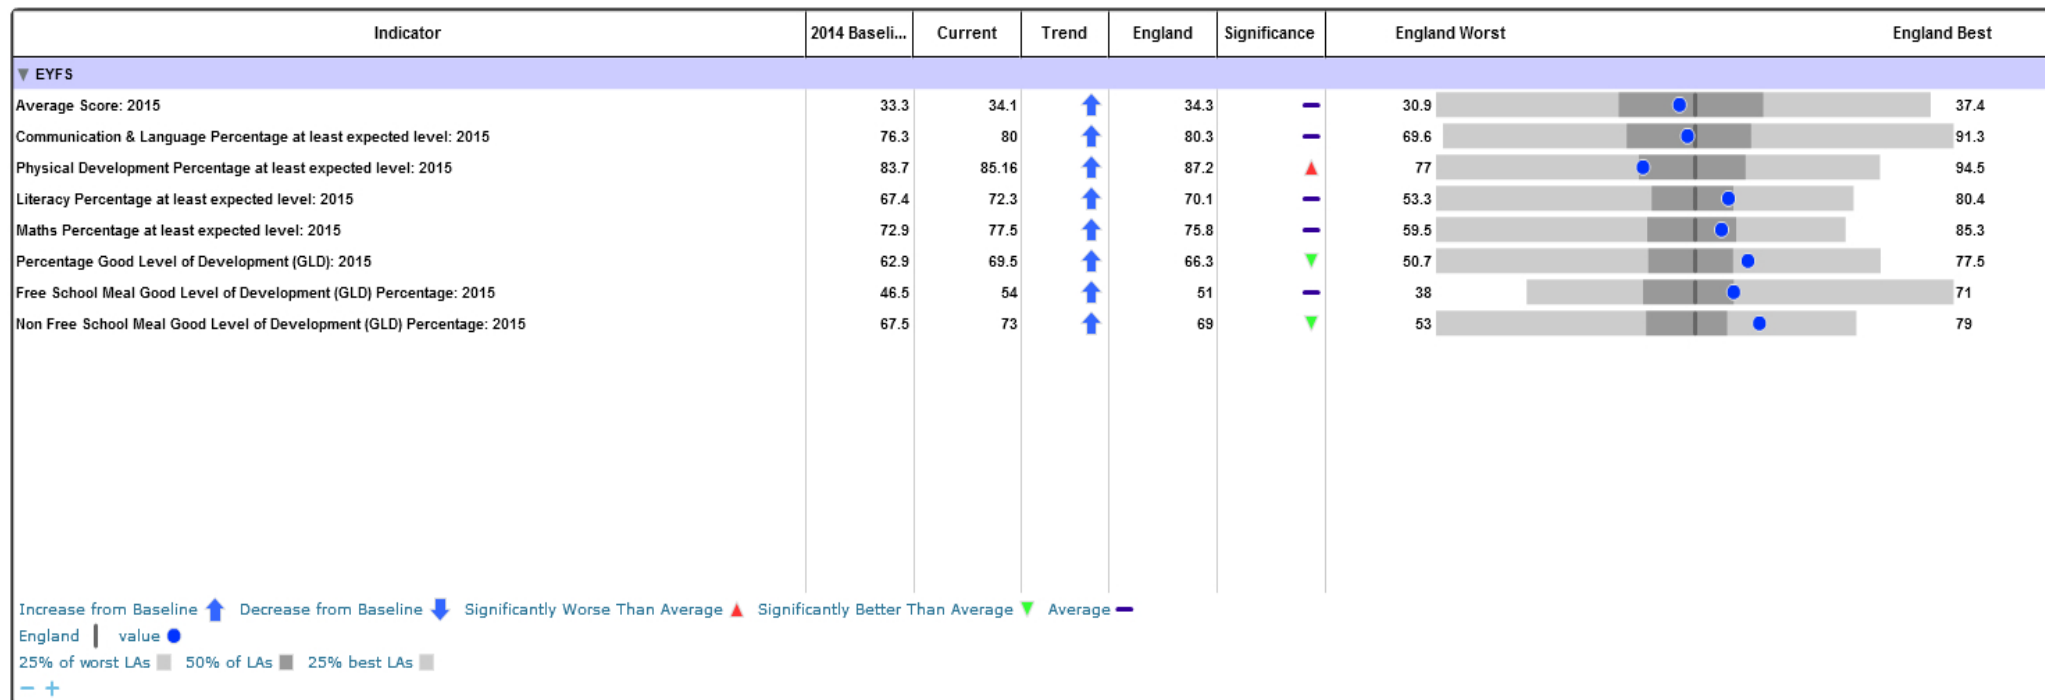 Indicator 2014 Baseli... Current Trend England Significance England Worst England Best
EYFS
Average Score: 2015 33.3 34.1 34.3 30.9 37.4
Communication & Language Percentage at least expected level: 2015 76.3 80 80.3 69.6 91.3
Physical Development Percentage at least expected level: 2015 83.7 85.16 87.2 77 94.5
Literacy Percentage at least expected level: 2015 67.4 72.3 70.1 53.3 80.4
Maths Percentage at least expected level: 2015 72.9 77.5 75.8 59.5 85.3
Percentage Good Level of Development (GLD): 2015 62.9 69.5 66.3 50.7 77.5
Free School Meal Good Level of Development (GLD) Percentage: 2015 46.5 54 51 38 71
Non Free School Meal Good Level of Development (GLD) Percentage: 2015 67.5 73 69 53 79
Increase from Baseline Decrease from Baseline Significantly Worse Than Average Significantly Better Than Average Average
England value
25% of worst LAs 50% of LAs 25% best LAs